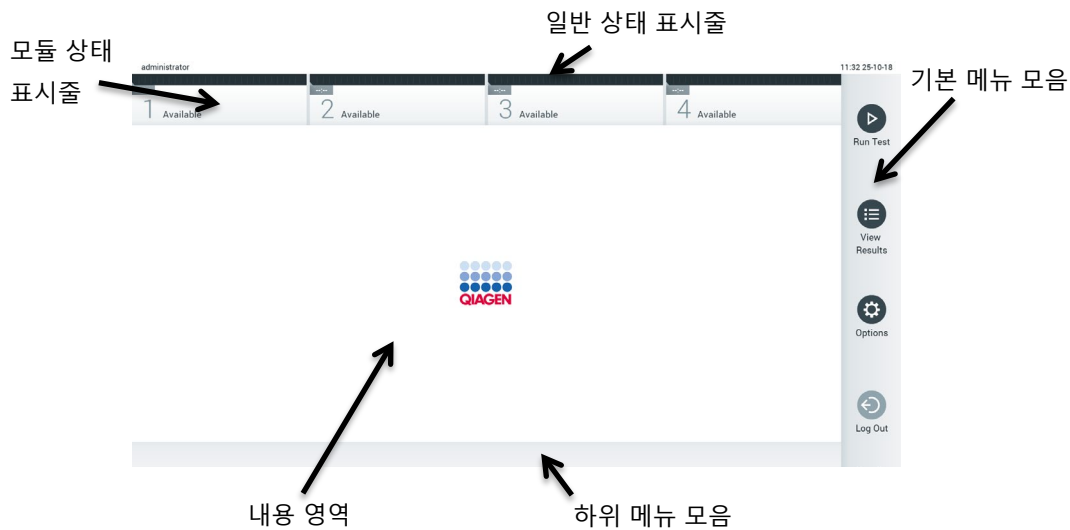 일반 상태 표시줄
모듈 상태
표시줄
기본 메뉴 모음
administrator
11:32 25-10-18
--:--
--:--
--:--
1 Available
2 Available
3 Available
4 Available
Run Test
View
Results
QIAGEN
Options
Log Out
내용 영역
하위 메뉴 모음